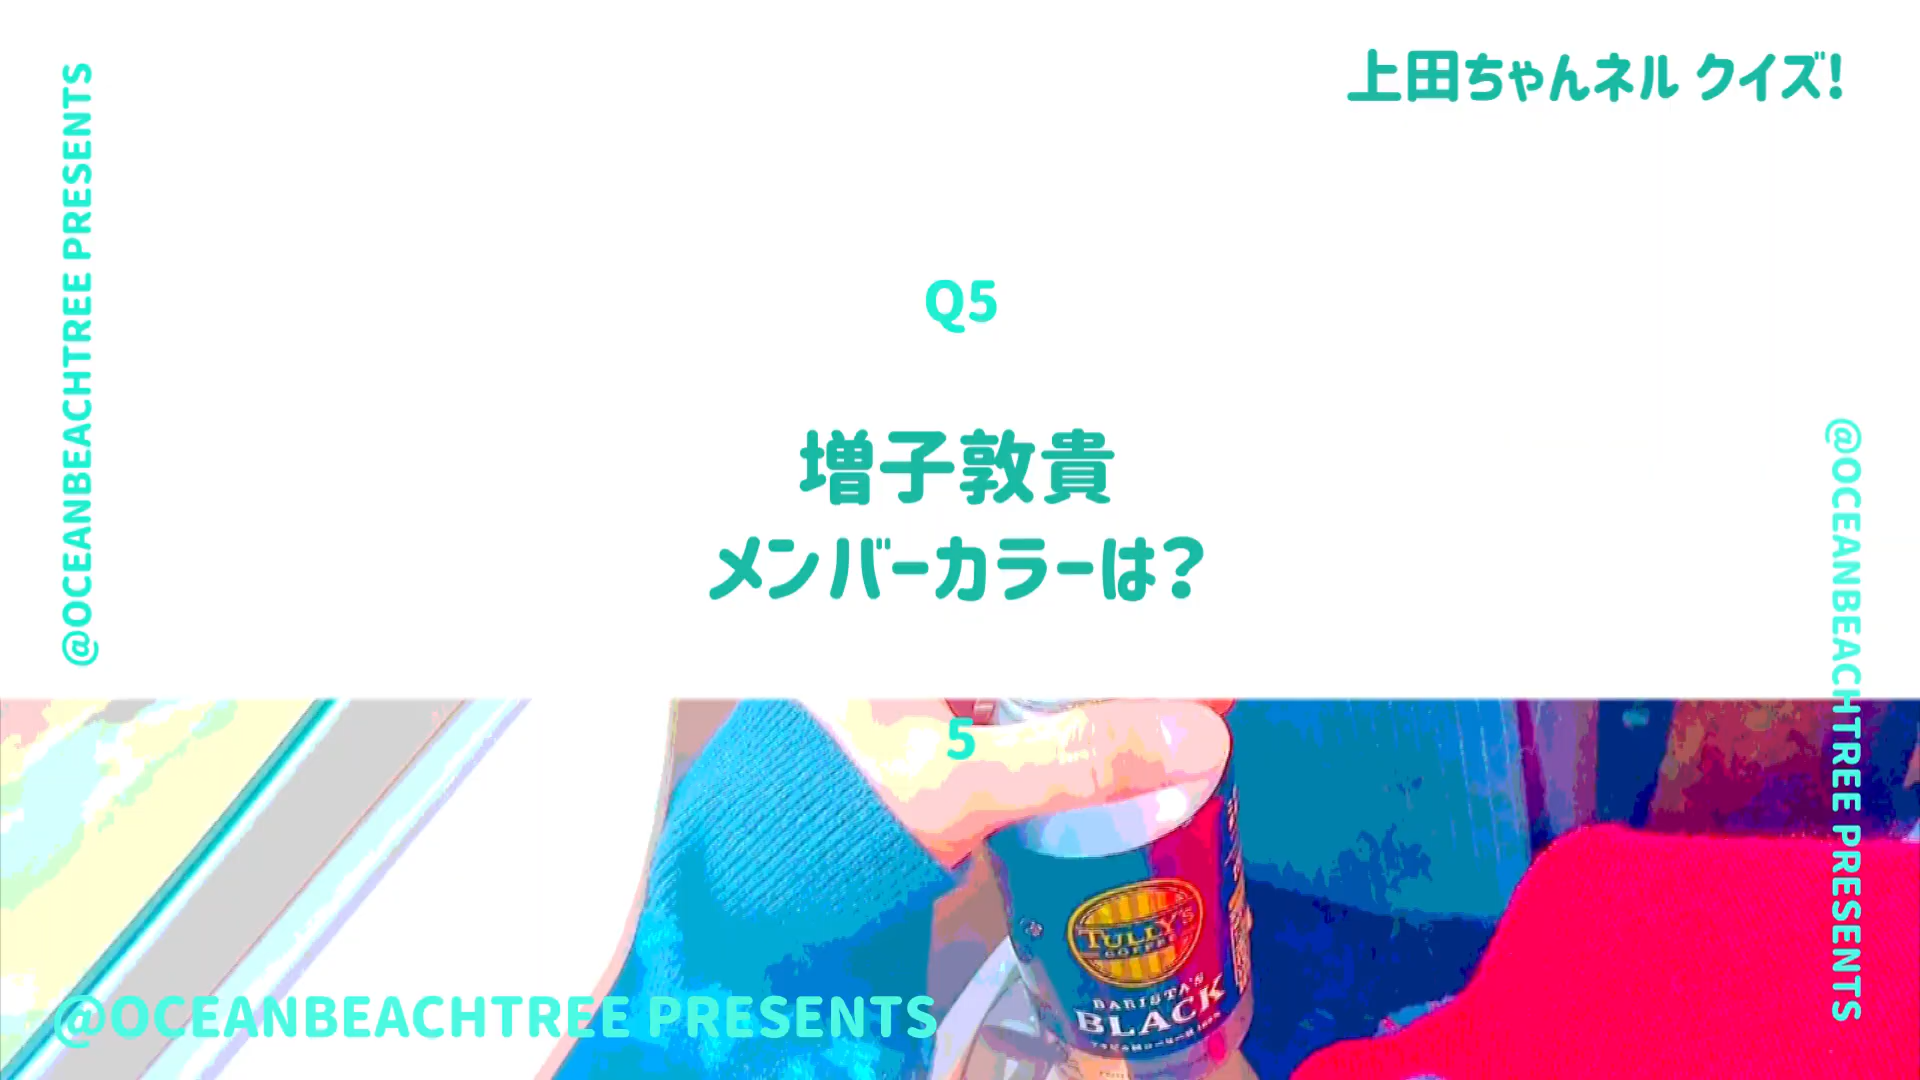 上田ちゃんネル クイズ!
@OCEANBEACHTREE PRESENTS
Q5
増子敦貴
メンバーカラーは?
@OCEANBEACHTREE PRESENTS
5
TULLY'S
COFFEE
BARISTA'S
BLACK
@OCEANBEACHTREE PRESENTS